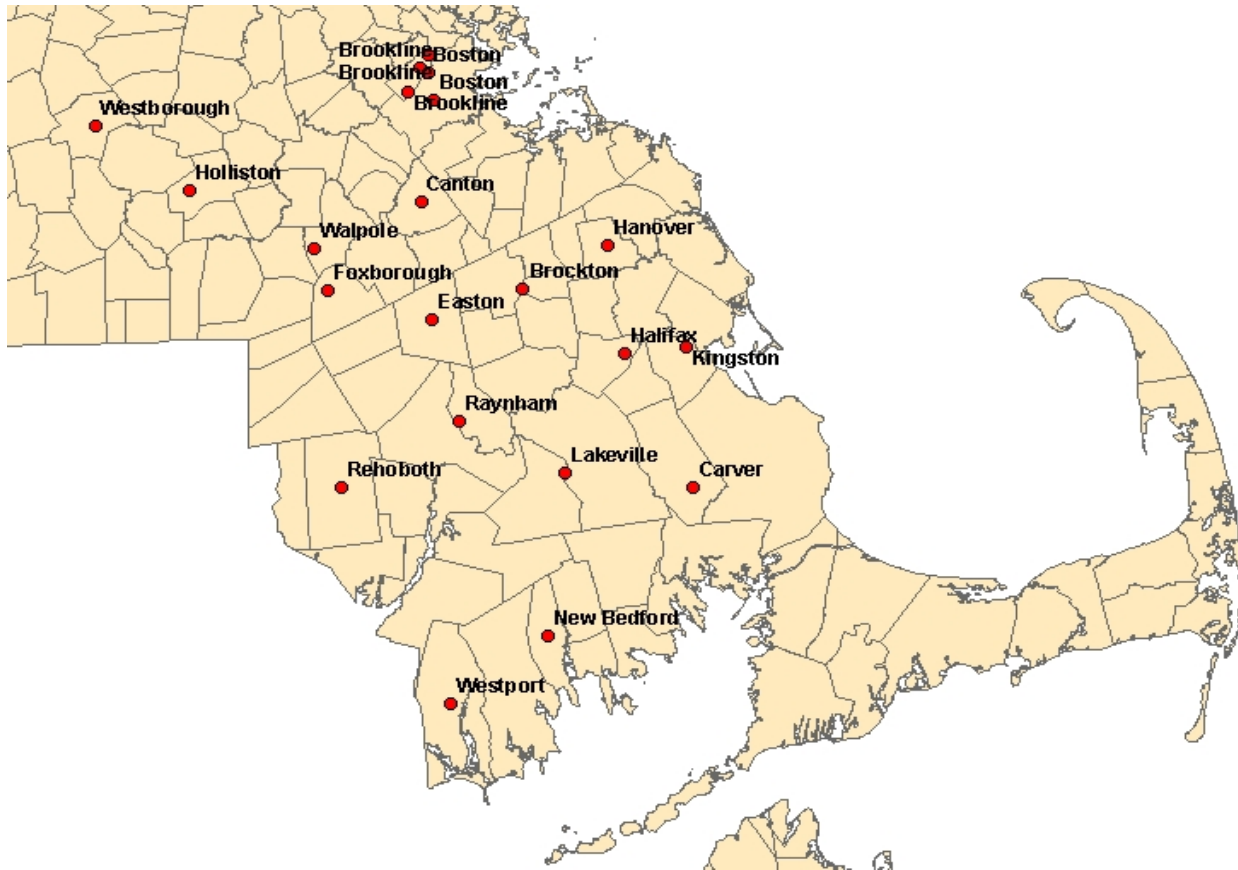 Brookline
Boston
Brookline
Boston
Brookline
Westborough
Holliston
Canton
Walpole
Hanover
Foxborough
Brockton
Easton
Halifax
Kingston
Raynham
Lakeville
Rehoboth
Carver
New Bedford
Westport